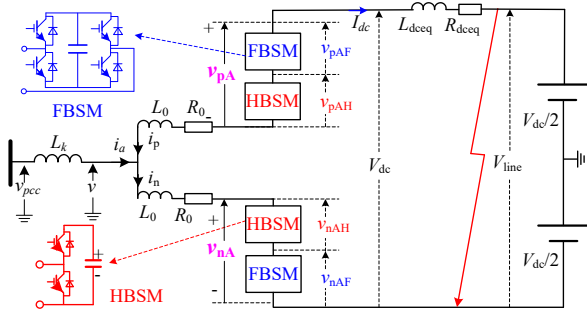 +
I_dc
L_dceq
R_dceq
FBSM
v_pAF
v_pA
HBSM
v_pAH
FBSM
L_0
R_0
-
V_dc/2
L_k
i_a
i_p
v_pcc
v
i_n
V_dc
V_line
L_0
R_0
+
HBSM
v_nAH
v_nA
FBSM
v_nAF
-
V_dc/2
+
-
HBSM